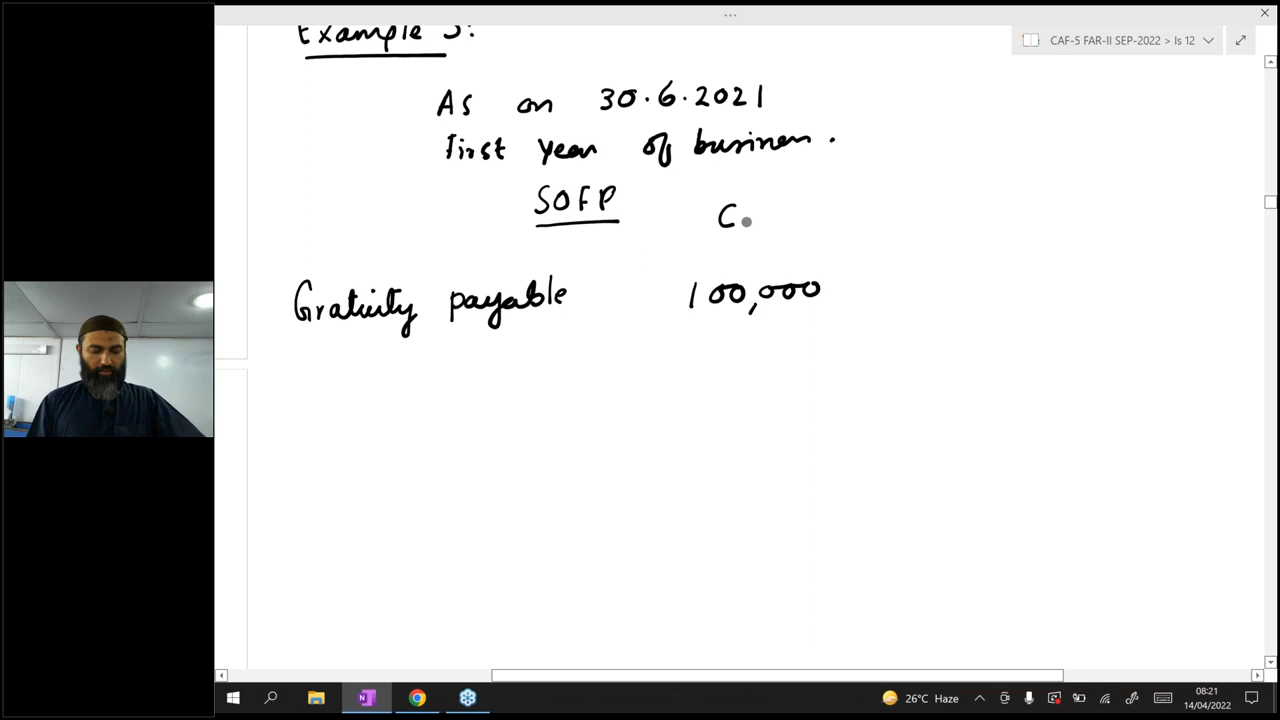 Example 3:
CAF-5 FAR-II SEP-2022 > Is 12
As on 30.6.2021
First year of business.
SOFP C
Gratuity payable 100,000
26°C Haze
08:21
14/04/2022